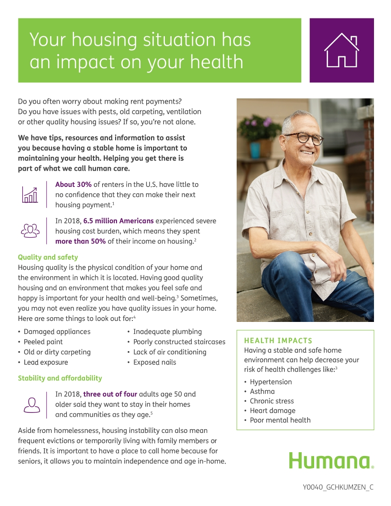 Your housing situation has
an impact on your health
Do you often worry about making rent payments?
Do you have issues with pests, old carpeting, ventilation
or other quality housing issues? If so, you're not alone.
We have tips, resources and information to assist
you because having a stable home is important to
maintaining your health. Helping you get there is
part of what we call human care.
About 30% of renters in the U.S. have little to
no confidence that they can make their next
housing payment.¹
In 2018, 6.5 million Americans experienced severe
housing cost burden, which means they spent
more than 50% of their income on housing.²
Quality and safety
Housing quality is the physical condition of your home and
the environment in which it is located. Having good quality
housing and an environment that makes you feel safe and
happy is important for your health and well-being.³ Sometimes,
you may not even realize you have quality issues in your home.
Here are some things to look out for:⁴
• Damaged appliances
• Peeled paint
• Old or dirty carpeting
• Lead exposure
• Inadequate plumbing
• Poorly constructed staircases
• Lack of air conditioning
• Exposed nails
Stability and affordability
In 2018, three out of four adults age 50 and
older said they want to stay in their homes
and communities as they age.⁵
Aside from homelessness, housing instability can also mean
frequent evictions or temporarily living with family members or
friends. It is important to have a place to call home because for
seniors, it allows you to maintain independence and age in-home.
HEALTH IMPACTS
Having a stable and safe home
environment can help decrease your
risk of health challenges like:³
• Hypertension
• Asthma
• Chronic stress
• Heart damage
• Poor mental health
Humana.
Y0040_GCHKUMZEN_C